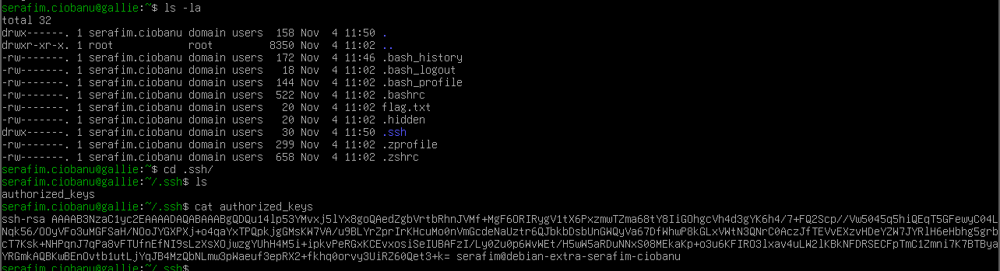 serafim.ciobanu@gallie:~$ ls -la
total 32
drwx------. 1 serafim.ciobanu domain users  158 Nov  4 11:50 .
drwxr-xr-x. 1 root            root         8350 Nov  4 11:02 ..
-rw-------. 1 serafim.ciobanu domain users  172 Nov  4 11:46 .bash_history
-rw-------. 1 serafim.ciobanu domain users   18 Nov  4 11:02 .bash_logout
-rw-------. 1 serafim.ciobanu domain users  144 Nov  4 11:02 .bash_profile
-rw-------. 1 serafim.ciobanu domain users  522 Nov  4 11:02 .bashrc
-rw-------. 1 serafim.ciobanu domain users   20 Nov  4 11:02 flag.txt
-rw-------. 1 serafim.ciobanu domain users   20 Nov  4 11:02 .hidden
drwx------. 1 serafim.ciobanu domain users   30 Nov  4 11:50 .ssh
-rw-------. 1 serafim.ciobanu domain users  299 Nov  4 11:02 .zprofile
-rw-------. 1 serafim.ciobanu domain users  658 Nov  4 11:02 .zshrc
serafim.ciobanu@gallie:~$ cd .ssh/
serafim.ciobanu@gallie:~/.ssh$ ls
authorized_keys
serafim.ciobanu@gallie:~/.ssh$ cat authorized_keys
ssh-rsa AAAAB3NzaC1yc2EAAAADAQABAAABgQDQu14lp53YMvxj5lYx8goQAedZgbVrtbRhnJVMf+MgF6ORIRygV1tX6PxzmwTZma68tY8IiGOhgcVh4d3gYK6h4/7+FQ2Scp//Vw5045q5hiQEqT5GFewyC04L
Nqk56/OOyVFo3uMGFSaH/NOoJYGXPXj+o4qaYxTPQpkjgGMsKW7VA/u9BLYrZprIrKHcuMo0nVmGcdeNaUztr6QJbkbDsbUnGWQyVa67DfWhwP8kGLxVWtN3QNrC0AczJfTEVvEXzvHDeYZW7JYRlH6eHbhg5grb
cT7Ksk+NHPqnJ7qPa8vFTUfnEfNI9sLzXsXOjwzgYUhH4M5i+ipkvPeRGxKCEvxosiSeIUBAFzI/Ly0Zu0p6WvWEt/H5wW5aRDuNNxS08MEkaKp+o3u6KFIRO3lxav4uLW2lKBkNFDRSECFpTmC1Zmni7K7BTBya
YRGmkAQBKwBEnOvtb1utLjYqJB4MzQbNLmw3pWaeuf3epRX2+fkhq0orvy3UiRZ60Qet3+k= serafim@debian-extra-serafim-ciobanu
serafim.ciobanu@gallie:~/.ssh$